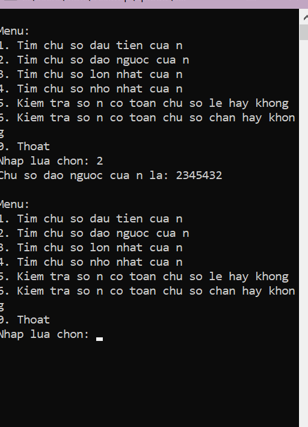 Menu:
1. Tim chu so dau tien cua n
2. Tim chu so dao nguoc cua n
3. Tim chu so lon nhat cua n
4. Tim chu so nho nhat cua n
5. Kiem tra so n co toan chu so le hay khong
6. Kiem tra so n co toan chu so chan hay khon
g
0. Thoat
Nhap lua chon: 2
Chu so dao nguoc cua n la: 2345432
Menu:
1. Tim chu so dau tien cua n
2. Tim chu so dao nguoc cua n
3. Tim chu so lon nhat cua n
4. Tim chu so nho nhat cua n
5. Kiem tra so n co toan chu so le hay khong
6. Kiem tra so n co toan chu so chan hay khon
g
0. Thoat
Nhap lua chon: